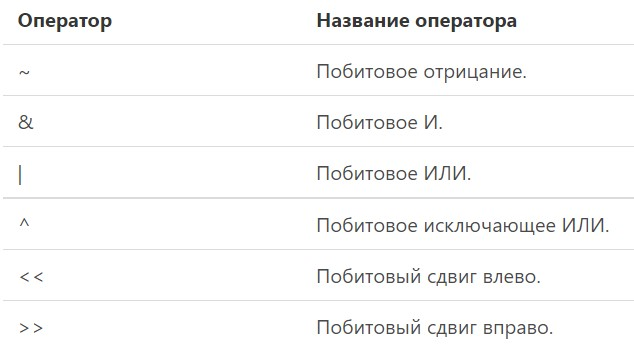 Оператор Название оператора
~ Побитовое отрицание.
& Побитовое И.
| Побитовое ИЛИ.
^ Побитовое исключающее ИЛИ.
<< Побитовый сдвиг влево.
>> Побитовый сдвиг вправо.